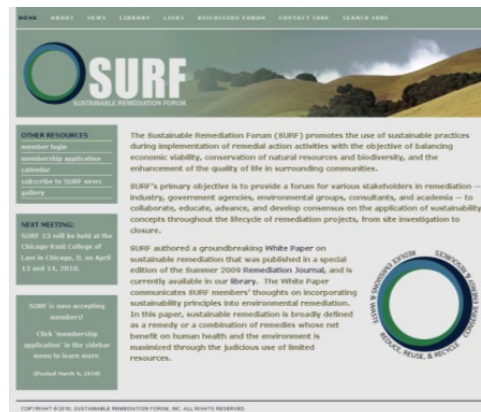 HOME ABOUT NEWS LIBRARY LINKS DISCUSSION FORUM CONTACT SURF SEARCH SURF
SURF
SUSTAINABLE REMEDIATION FORUM
OTHER RESOURCES
member login
membership application
calendar
subscribe to SURF news
gallery
NEXT MEETING:
SURF 13 will be held at the
Chicago Kent College of
Law in Chicago, IL on April
13 and 14, 2010.
SURF is now accepting
members!
Click 'membership
application' in the sidebar
menu to learn more.
(Posted March 5, 2010)
The Sustainable Remediation Forum (SURF) promotes the use of sustainable practices
during implementation of remedial action activities with the objective of balancing
economic viability, conservation of natural resources and biodiversity, and the
enhancement of the quality of life in surrounding communities.
SURF's primary objective is to provide a forum for various stakeholders in remediation —
industry, government agencies, environmental groups, consultants, and academia — to
collaborate, educate, advance, and develop consensus on the application of sustainability
concepts throughout the lifecycle of remediation projects, from site investigation to
closure.
SURF authored a groundbreaking White Paper on
sustainable remediation that was published in a special
edition of the Summer 2009 Remediation Journal, and is
currently available in our library. The White Paper
communicates SURF members' thoughts on incorporating
sustainability principles into environmental remediation.
In this paper, sustainable remediation is broadly defined
as a remedy or a combination of remedies whose net
benefit on human health and the environment is
maximized through the judicious use of limited
resources.
REDUCE EMISSIONS & WASTE
CONSERVE ENERGY & RESOURCES
REDUCE, REUSE, & RECYCLE
COPYRIGHT © 2010, SUSTAINABLE REMEDIATION FORUM, INC. ALL RIGHTS RESERVED.